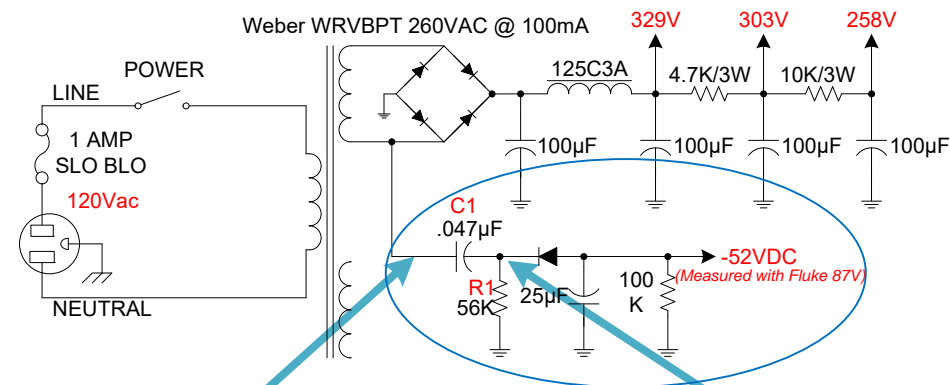 Weber WRVBPT 260VAC @ 100mA
329V
303V
258V
POWER
LINE
125C3A
4.7K/3W
10K/3W
1 AMP
SLO BLO
100µF
100µF
100µF
100µF
120Vac
C1
.047µF
-52VDC
(Measured with Fluke 87V)
R1
56K
25µF
100
K
NEUTRAL